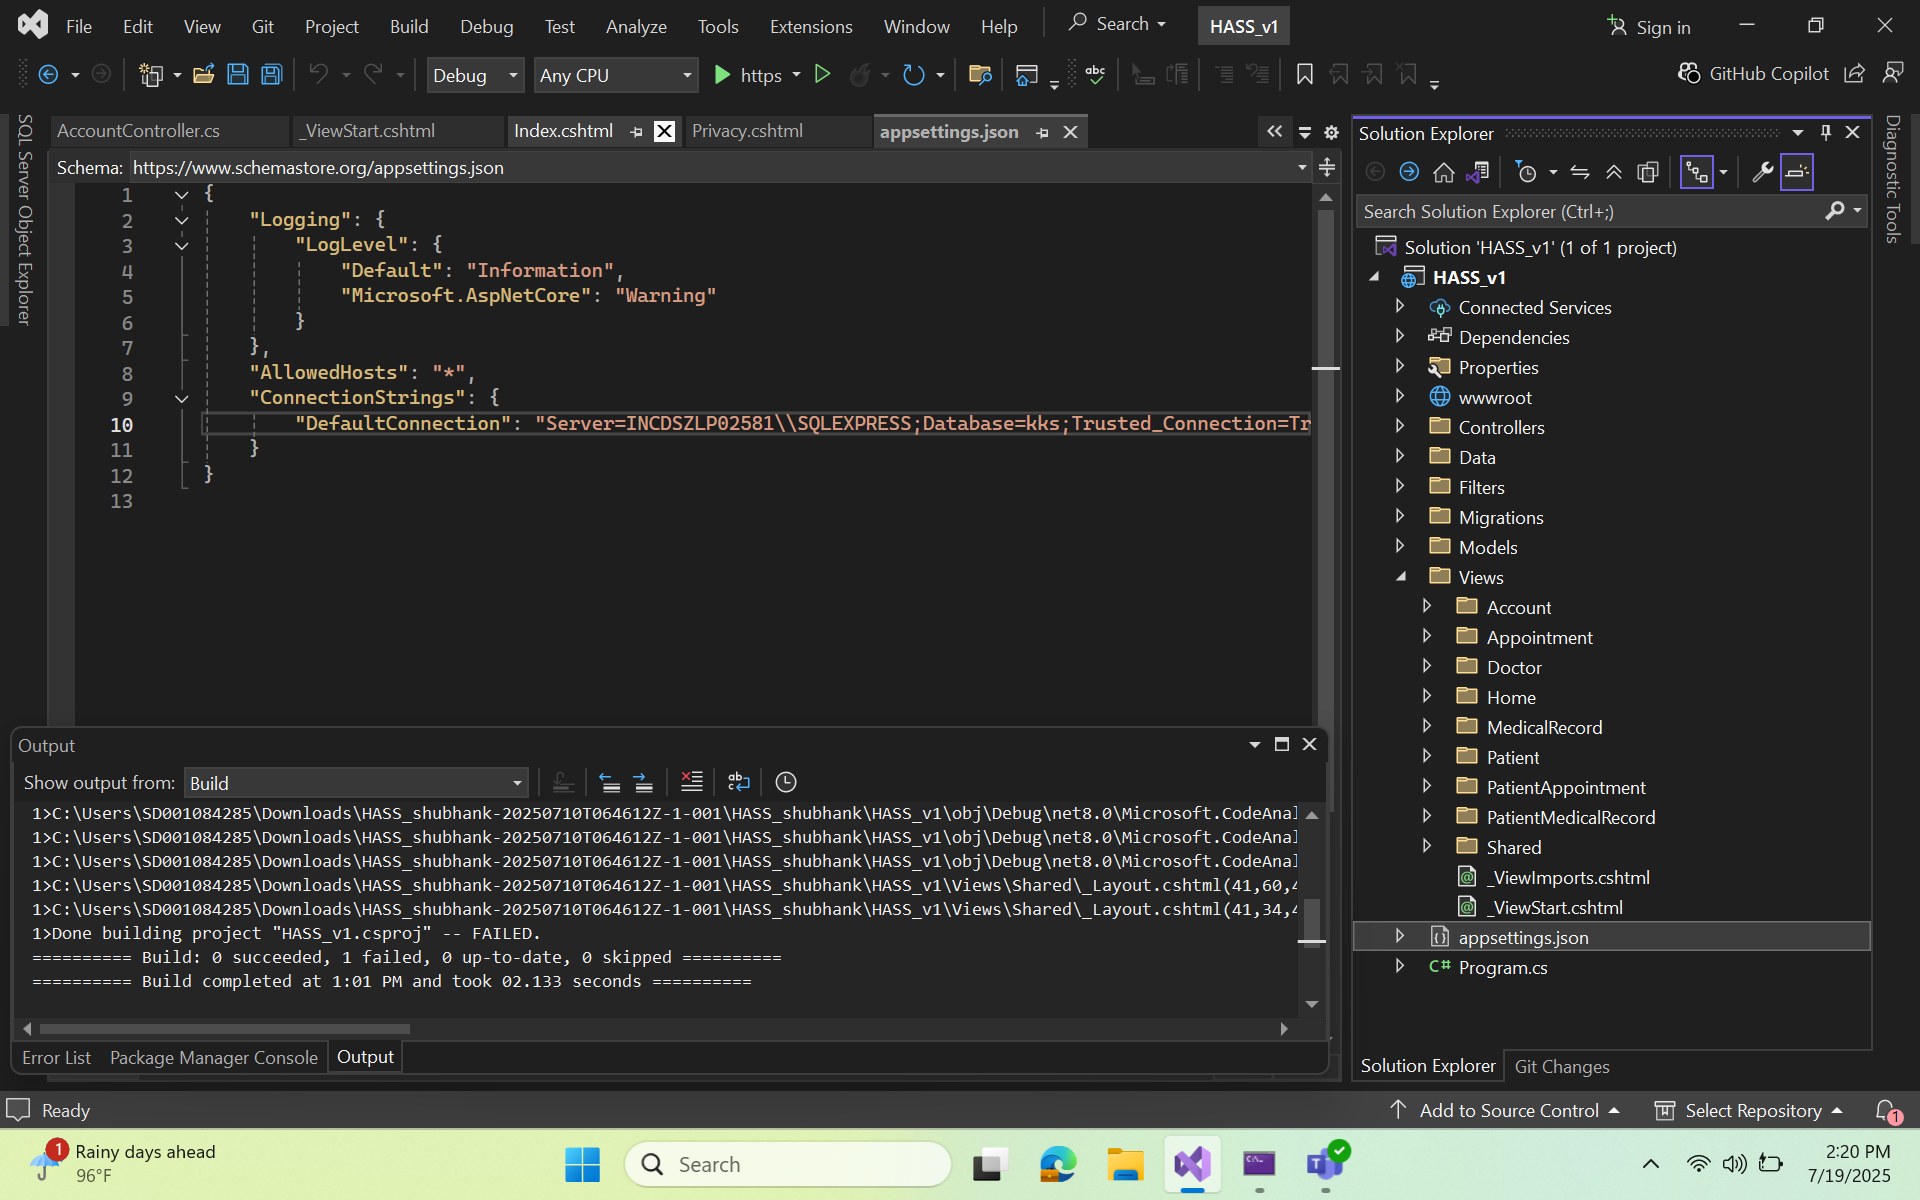 File Edit View Git Project Build Debug Test Analyze Tools Extensions Window Help Search HASS_v1 Sign in
Debug Any CPU https GitHub Copilot
SQL Server Object Explorer
AccountController.cs _ViewStart.cshtml Index.cshtml Privacy.cshtml appsettings.json
Schema: https://www.schemastore.org/appsettings.json
1 {
2 "Logging": {
3 "LogLevel": {
4 "Default": "Information",
5 "Microsoft.AspNetCore": "Warning"
6 }
7 },
8 "AllowedHosts": "*",
9 "ConnectionStrings": {
10 "DefaultConnection": "Server=INCDSZLP02581\\SQLEXPRESS;Database=kks;Trusted_Connection=Tr
11 }
12 }
13
Output
Show output from: Build
1>C:\Users\SD001084285\Downloads\HASS_shubhank-20250710T064612Z-1-001\HASS_shubhank\HASS_v1\obj\Debug\net8.0\Microsoft.CodeAnal
1>C:\Users\SD001084285\Downloads\HASS_shubhank-20250710T064612Z-1-001\HASS_shubhank\HASS_v1\obj\Debug\net8.0\Microsoft.CodeAnal
1>C:\Users\SD001084285\Downloads\HASS_shubhank-20250710T064612Z-1-001\HASS_shubhank\HASS_v1\obj\Debug\net8.0\Microsoft.CodeAnal
1>C:\Users\SD001084285\Downloads\HASS_shubhank-20250710T064612Z-1-001\HASS_shubhank\HASS_v1\Views\Shared\_Layout.cshtml(41,60,4
1>C:\Users\SD001084285\Downloads\HASS_shubhank-20250710T064612Z-1-001\HASS_shubhank\HASS_v1\Views\Shared\_Layout.cshtml(41,34,4
1>Done building project "HASS_v1.csproj" -- FAILED.
========== Build: 0 succeeded, 1 failed, 0 up-to-date, 0 skipped ==========
========== Build completed at 1:01 PM and took 02.133 seconds ==========
Error List Package Manager Console Output
Solution Explorer
Search Solution Explorer (Ctrl+;)
Solution 'HASS_v1' (1 of 1 project)
HASS_v1
Connected Services
Dependencies
Properties
wwwroot
Controllers
Data
Filters
Migrations
Models
Views
Account
Appointment
Doctor
Home
MedicalRecord
Patient
PatientAppointment
PatientMedicalRecord
Shared
_ViewImports.cshtml
_ViewStart.cshtml
appsettings.json
C# Program.cs
Solution Explorer Git Changes
Diagnostic Tools
Ready Add to Source Control Select Repository 1
1 Rainy days ahead
96°F
Search
2:20 PM
7/19/2025